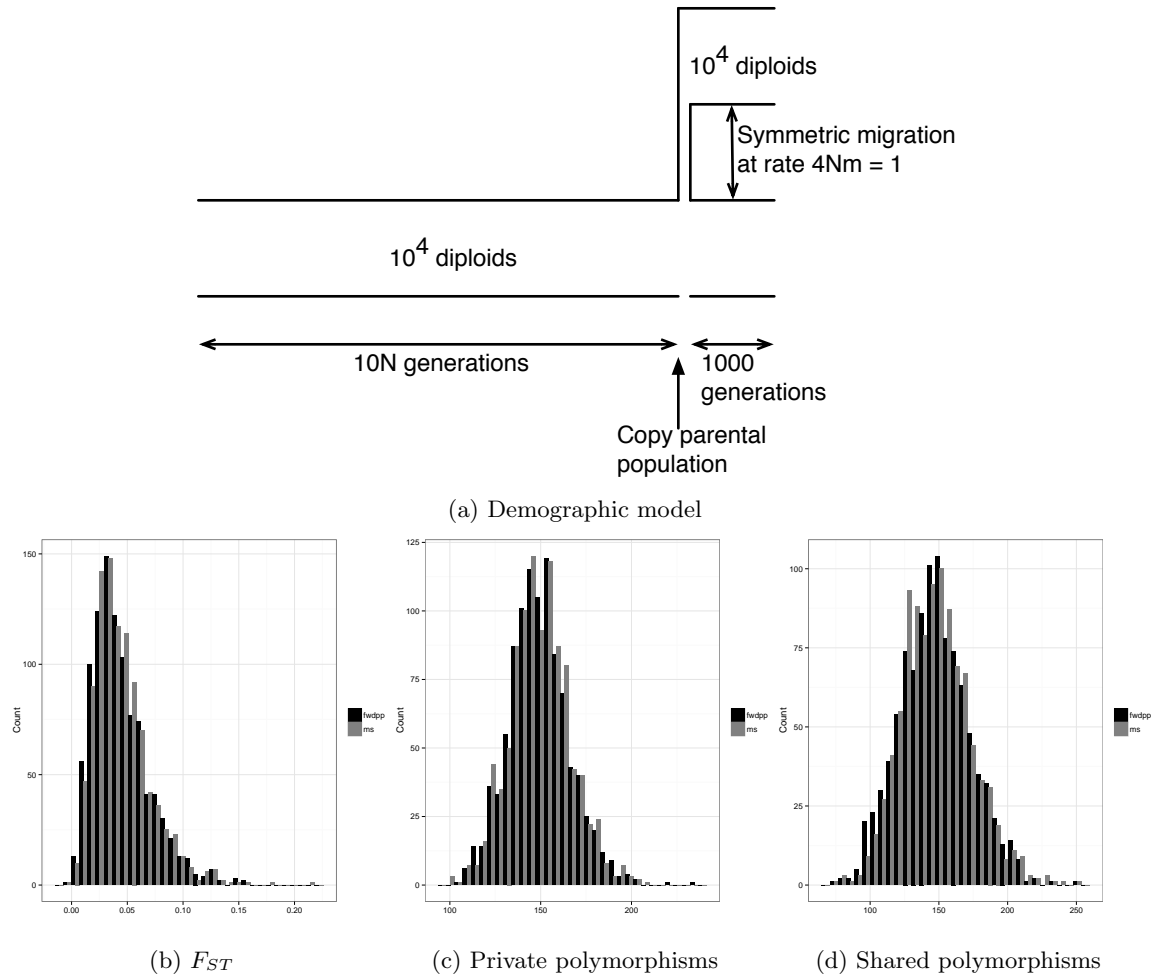 10^4 diploids
Symmetric migration
at rate 4Nm = 1
10^4 diploids
10N generations
1000
generations
Copy parental
population
(a) Demographic model
150
100
50
0
Count
0.00 0.05 0.10 0.15 0.20
fwdpp
ms
(b) F_ST
125
100
75
50
25
0
Count
100 150 200
fwdpp
ms
(c) Private polymorphisms
100
75
50
25
0
Count
100 150 200 250
fwdpp
ms
(d) Shared polymorphisms